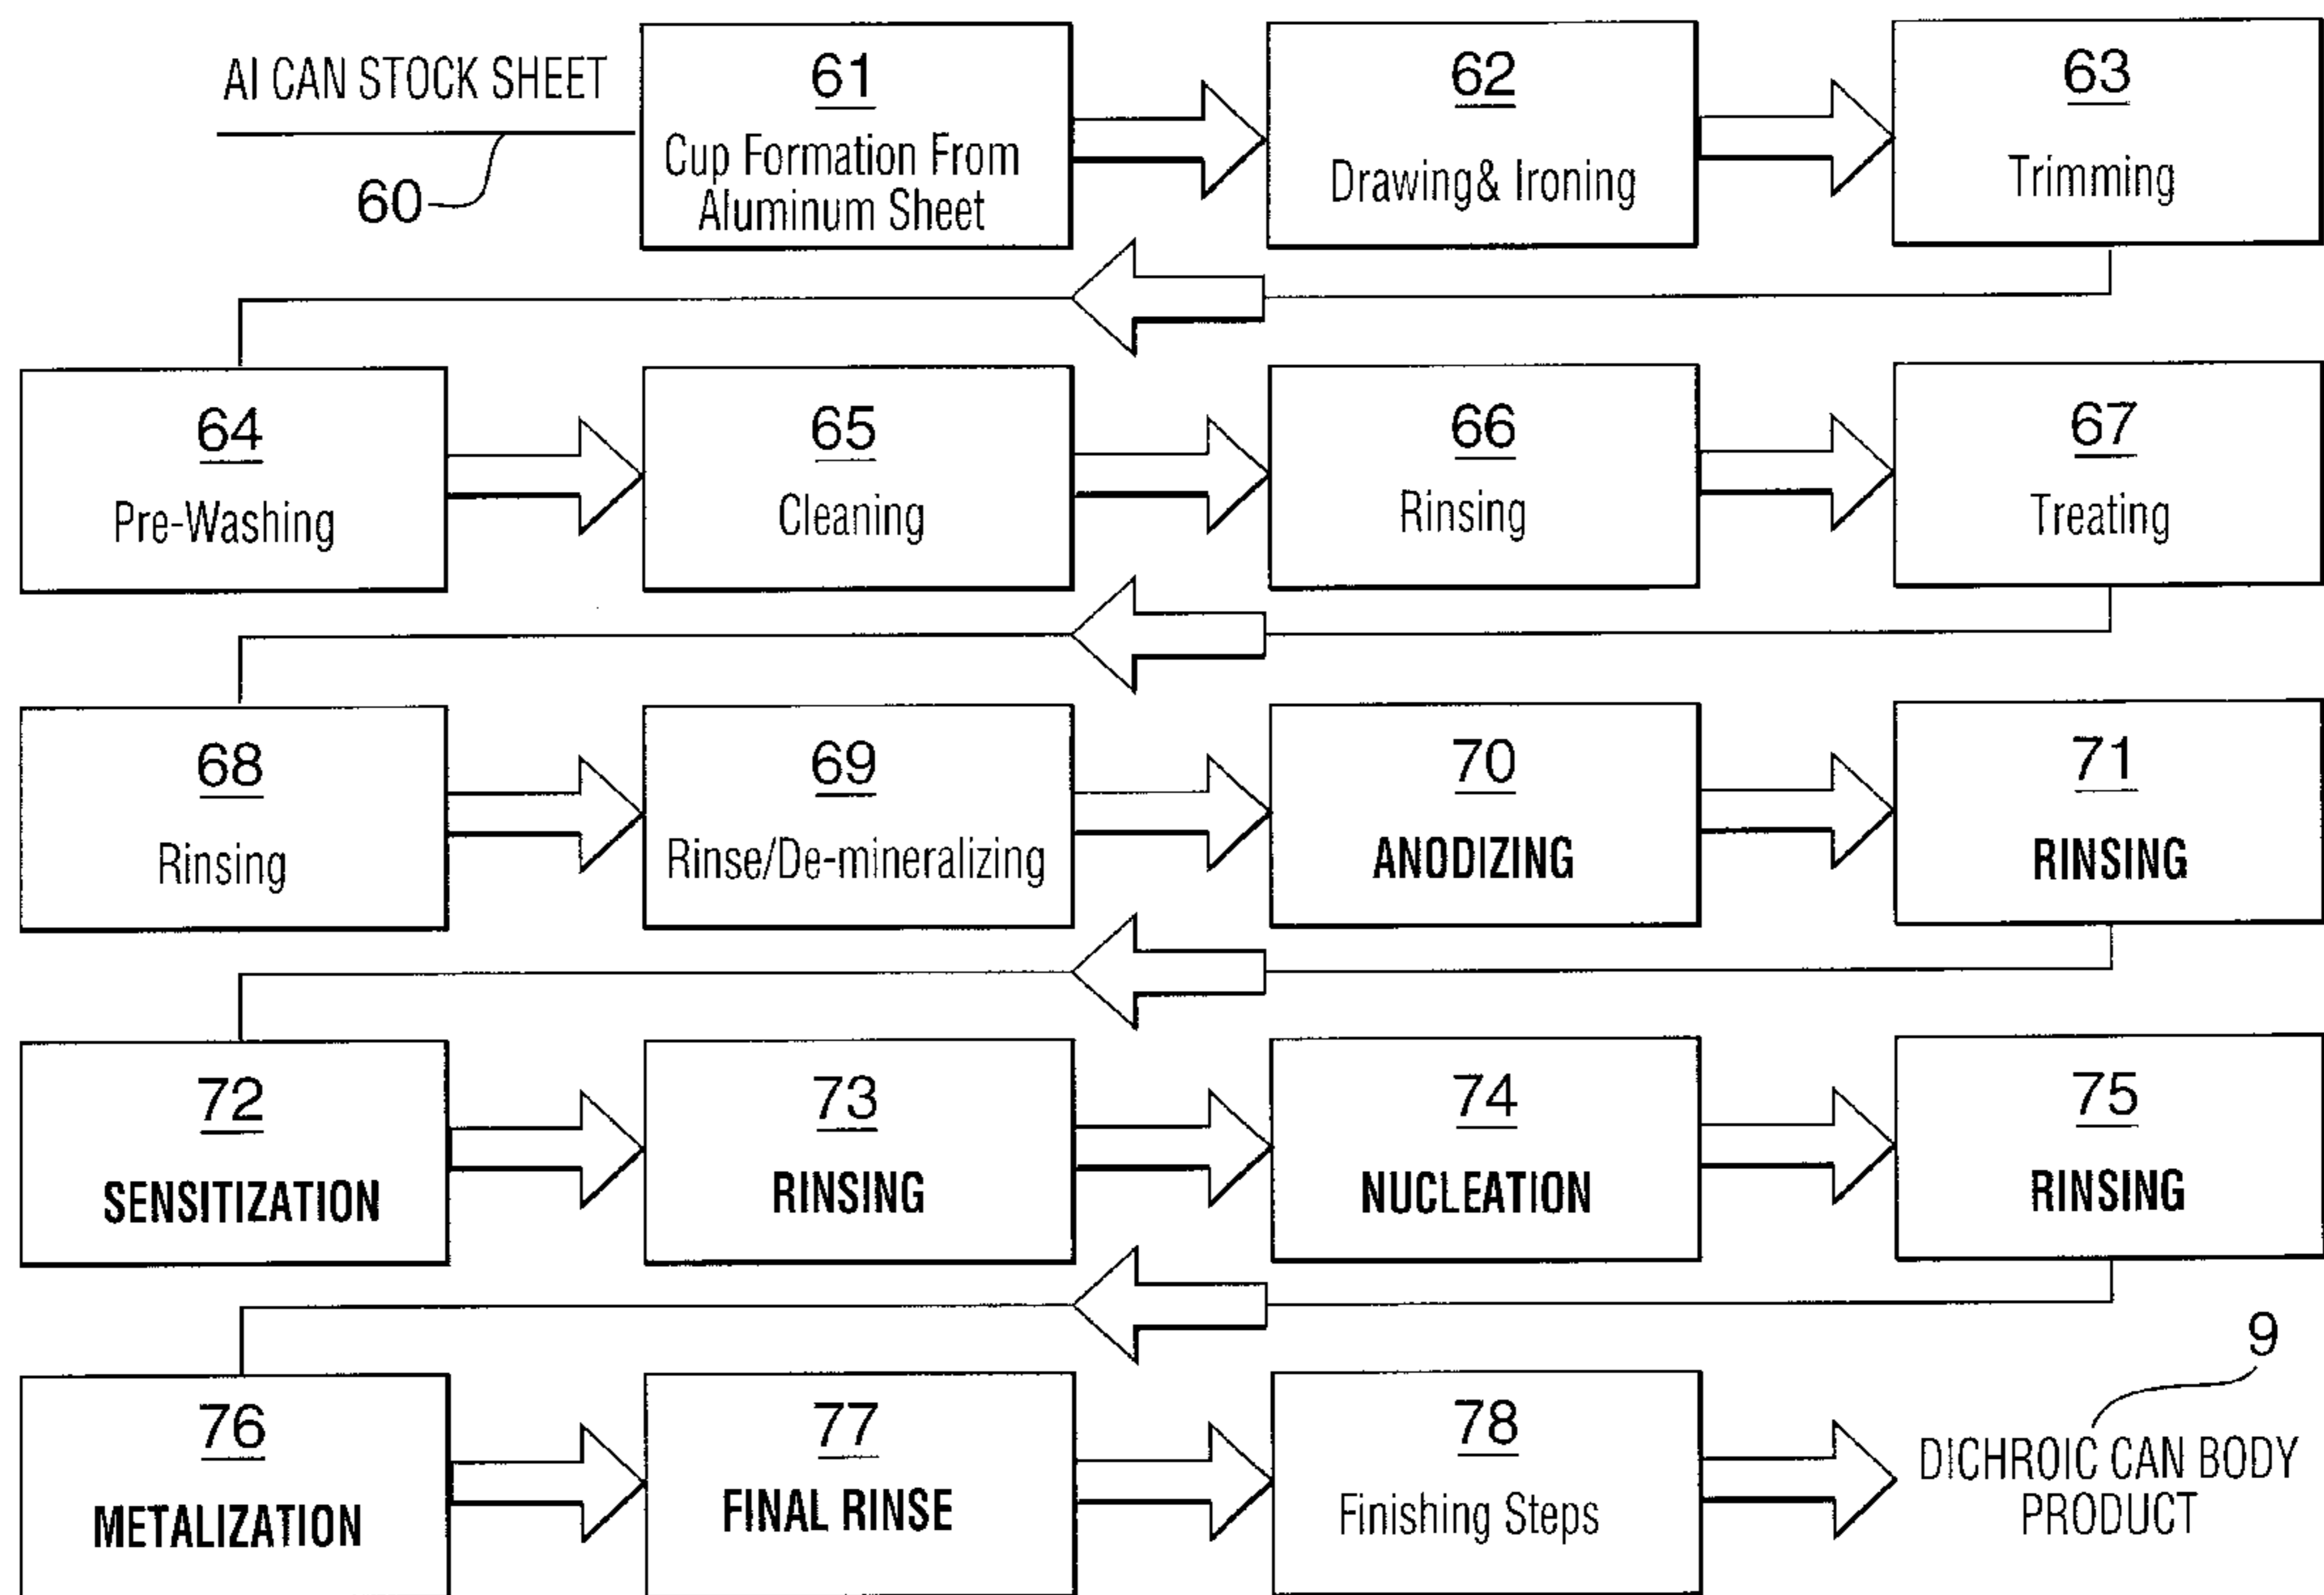 AI CAN STOCK SHEET
60
61
Cup Formation From
Aluminum Sheet
62
Drawing& Ironing
63
Trimming
64
Pre-Washing
65
Cleaning
66
Rinsing
67
Treating
68
Rinsing
69
Rinse/De-mineralizing
70
ANODIZING
71
RINSING
72
SENSITIZATION
73
RINSING
74
NUCLEATION
75
RINSING
76
METALIZATION
77
FINAL RINSE
78
Finishing Steps
9
DICHROIC CAN BODY
PRODUCT